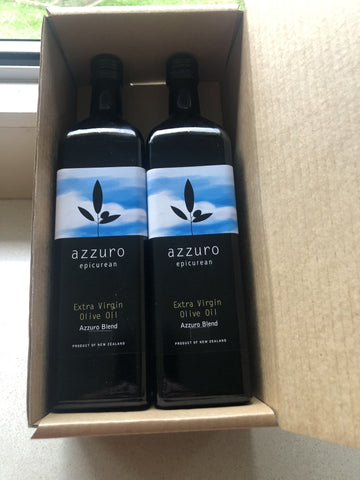 azzuro
epicurean
Extra Virgin
Olive Oil
Azzuro Blend
PRODUCT OF NEW ZEALAND
azzuro
epicurean
Extra Virgin
Olive Oil
Azzuro Blend
PRODUCT OF NEW ZEALAND